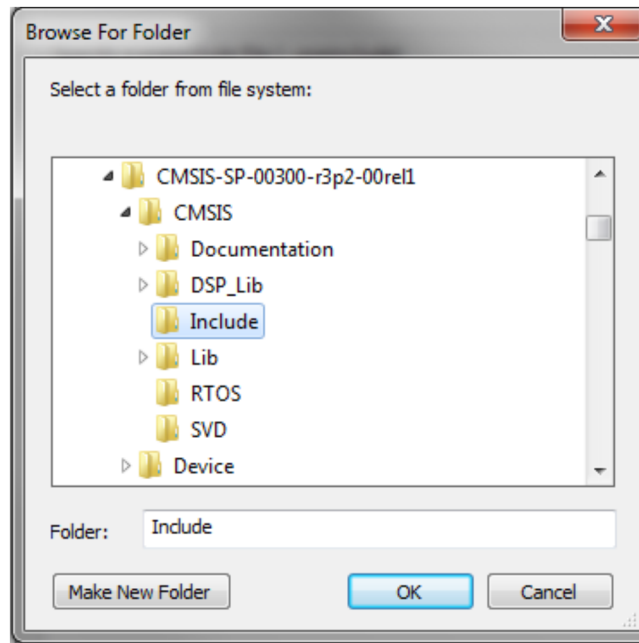 Browse For Folder
Select a folder from file system:
CMSIS-SP-00300-r3p2-00rel1
CMSIS
Documentation
DSP_Lib
Include
Lib
RTOS
SVD
Device
Folder: Include
Make New Folder OK Cancel